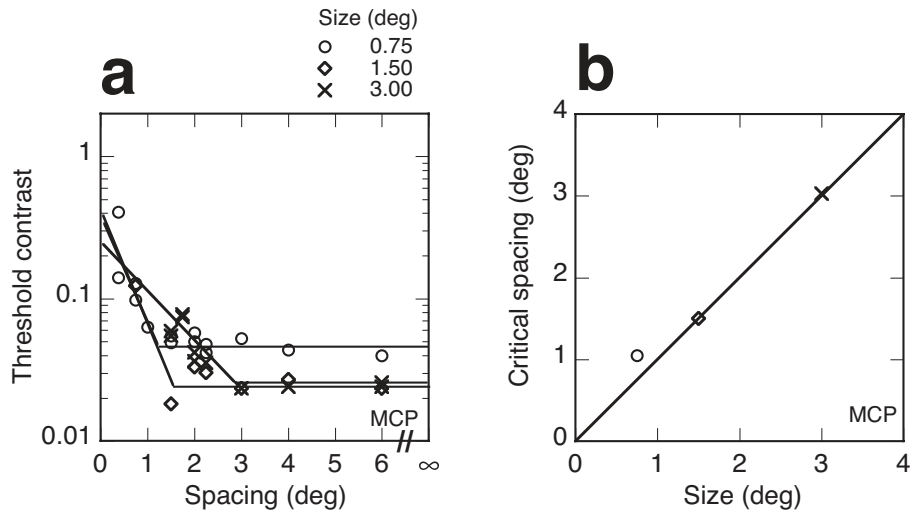 Size (deg)
0.75
1.50
3.00
a
Threshold contrast
1
0.1
0.01
0 1 2 3 4 5 6 ∞
MCP
Spacing (deg)
b
Critical spacing (deg)
4
3
2
1
0
0 1 2 3 4
MCP
Size (deg)